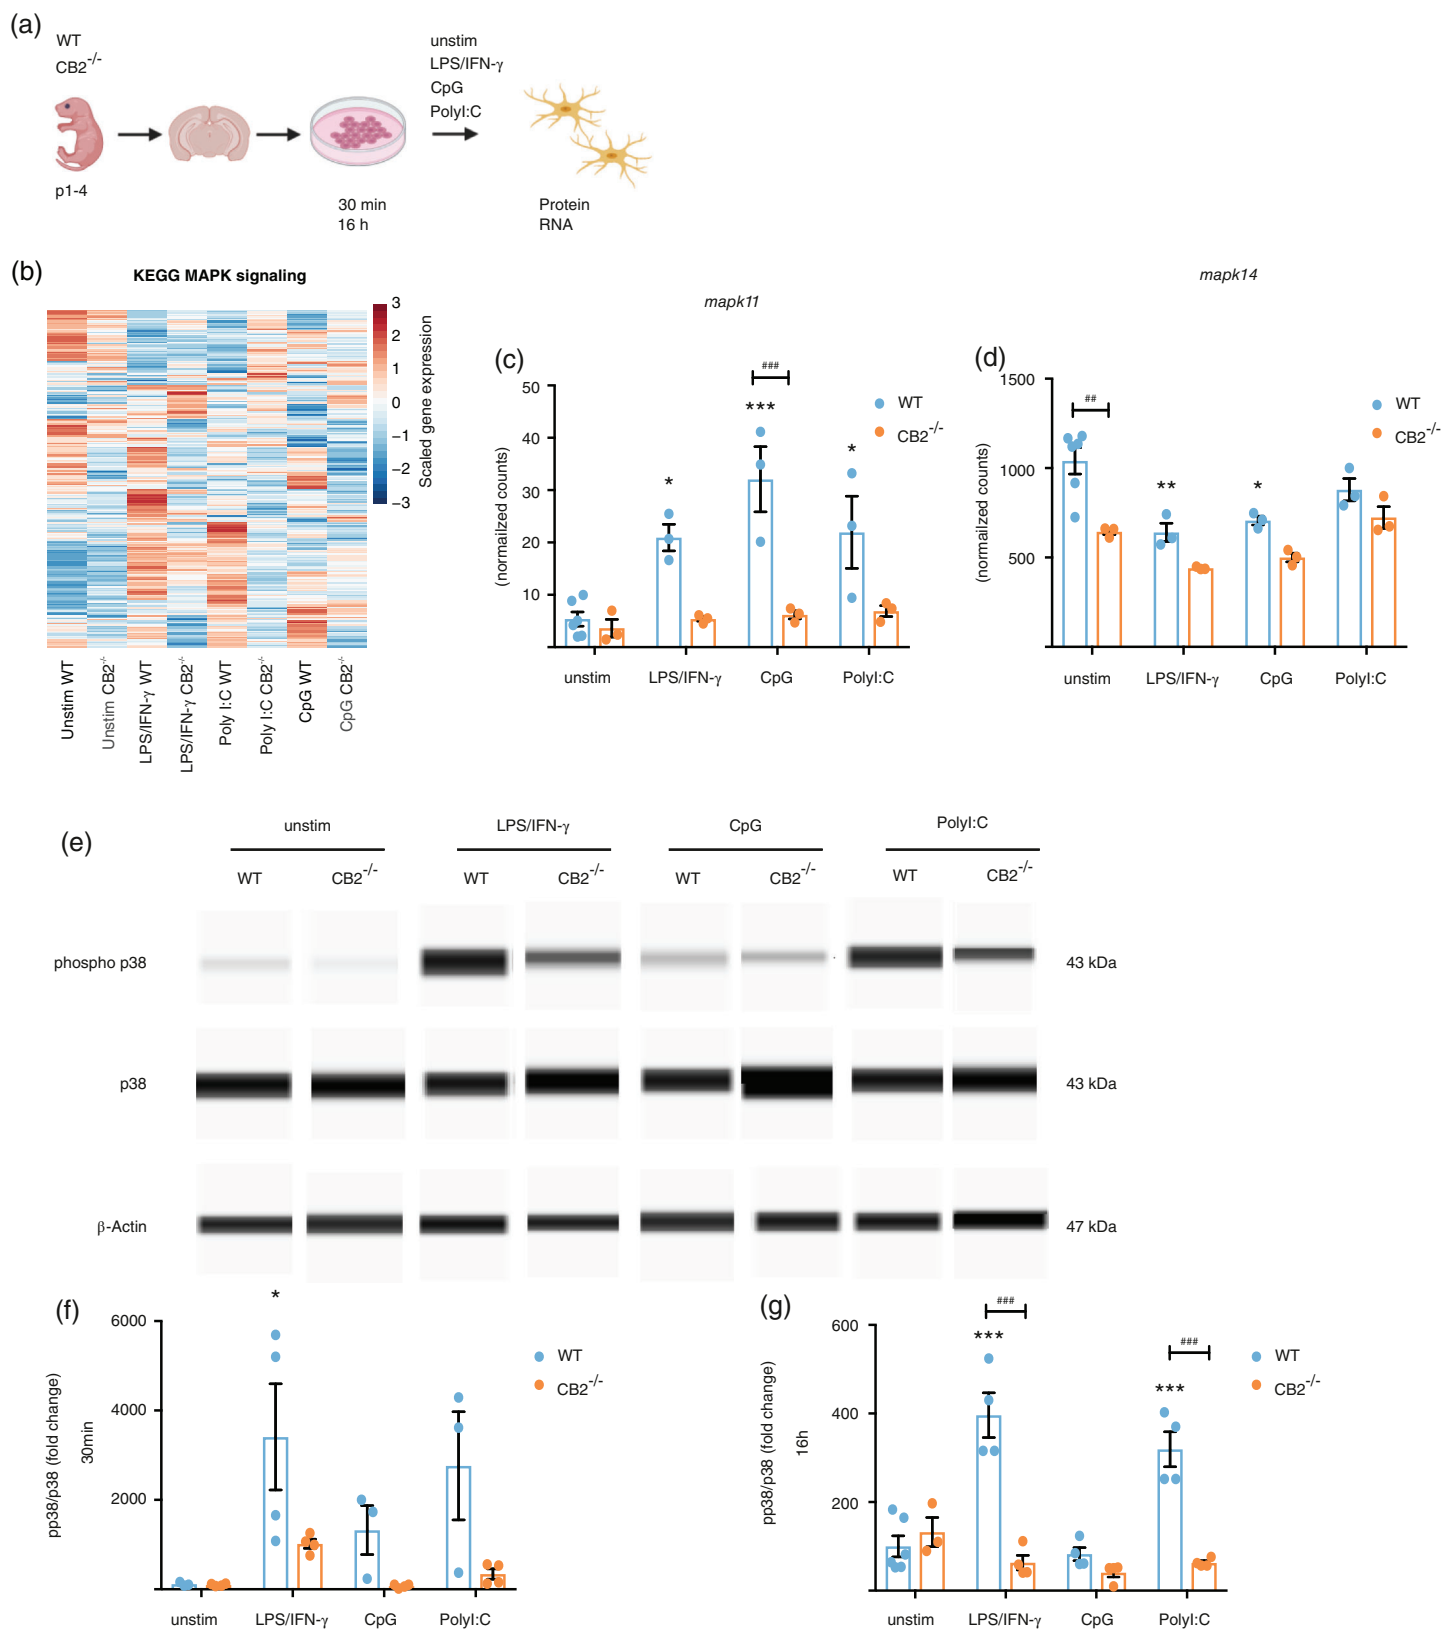 (a)
WT
CB2-/-
p1-4
30 min
16 h
unstim
LPS/IFN-γ
CpG
PolyI:C
Protein
RNA
(b)
KEGG MAPK signaling
3
2
1
0
−1
−2
−3
Scaled gene expression
Unstim WT
Unstim CB2-/-
LPS/IFN-γ WT
LPS/IFN-γ CB2-/-
Poly I:C WT
Poly I:C CB2-/-
CpG WT
CpG CB2-/-
mapk11
(c)
(normailzed counts)
50
40
30
20
10
*
***
###
*
WT
CB2-/-
unstim
LPS/IFN-γ
CpG
PolyI:C
mapk14
(d)
(normalized counts)
1500
1000
500
##
**
*
WT
CB2-/-
unstim
LPS/IFN-γ
CpG
PolyI:C
(e)
unstim
LPS/IFN-γ
CpG
PolyI:C
WT
CB2-/-
WT
CB2-/-
WT
CB2-/-
WT
CB2-/-
phospho p38
43 kDa
p38
43 kDa
β-Actin
47 kDa
(f)
pp38/p38 (fold change)
30min
6000
4000
2000
*
WT
CB2-/-
unstim
LPS/IFN-γ
CpG
PolyI:C
(g)
pp38/p38 (fold change)
16h
600
400
200
###
***
###
***
WT
CB2-/-
unstim
LPS/IFN-γ
CpG
PolyI:C